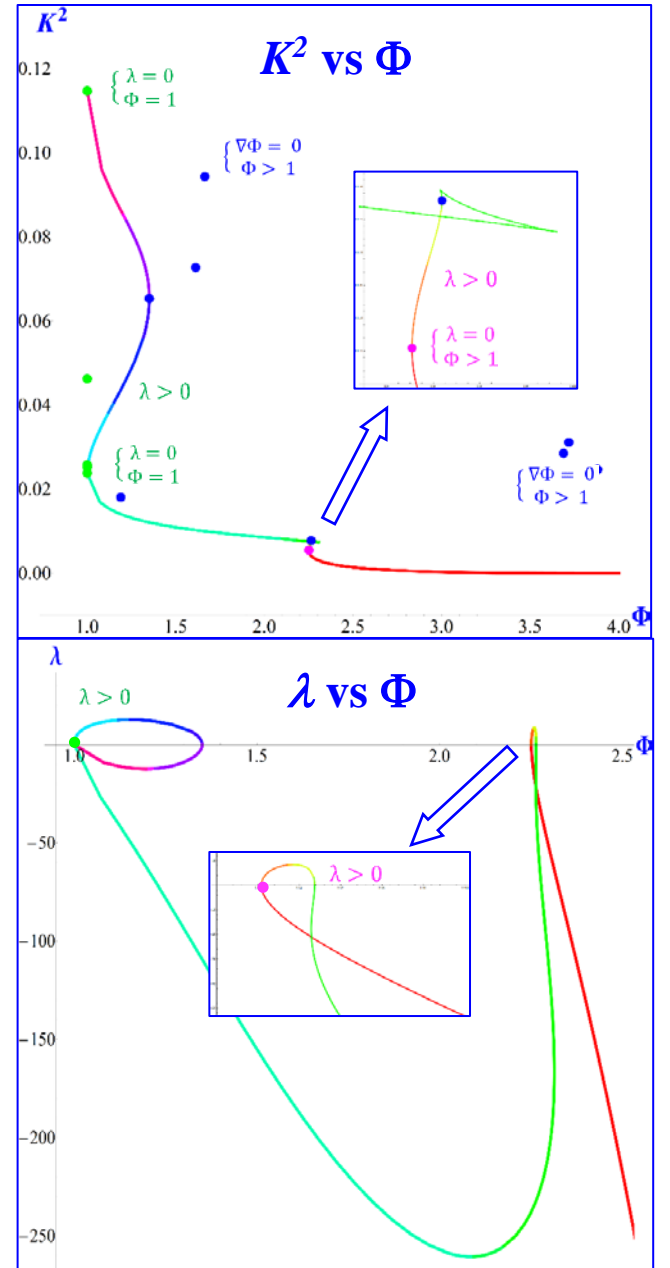 K²
K² vs Φ
0.12
{ λ = 0
Φ = 1
0.10
{ ∇Φ = 0
Φ > 1
0.08
λ > 0
0.06
{ λ = 0
Φ > 1
0.04
λ > 0
{ λ = 0
Φ = 1
{ ∇Φ = 0
Φ > 1
0.02
0.00
1.0 1.5 2.0 2.5 3.0 3.5 4.0 Φ
λ
λ vs Φ
λ > 0
1.0 1.5 2.0 2.5 Φ
−50
λ > 0
−100
−150
−200
−250